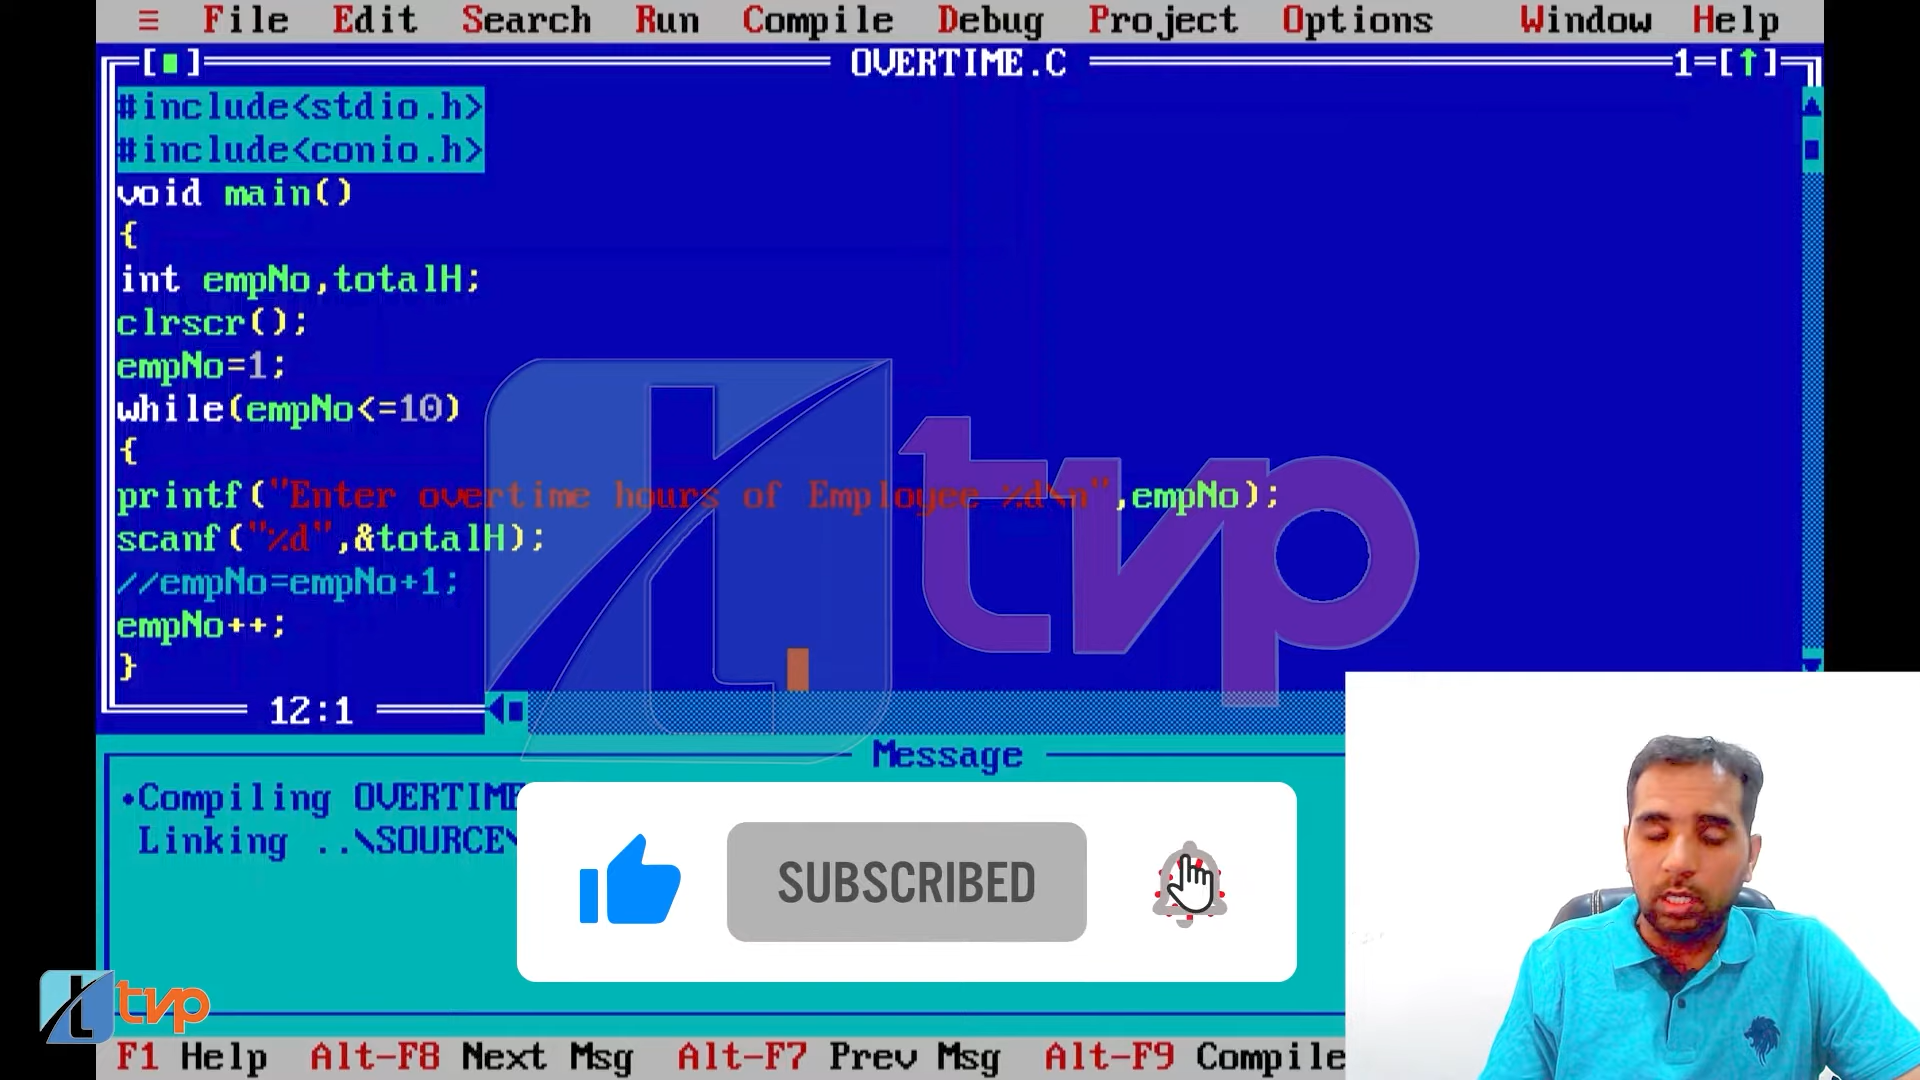 ≡ File Edit Search Run Compile Debug Project Options Window Help
[■] OVERTIME.C 1=[↑]
#include<stdio.h>
#include<conio.h>
void main()
{
int empNo,totalH;
clrscr();
empNo=1;
while(empNo<=10)
{
printf("Enter overtime hours of Employee %d\n",empNo);
scanf("%d",&totalH);
//empNo=empNo+1;
empNo++;
}
12:1
tvp
Message
•Compiling OVERTIME
Linking ..\SOURCE\
SUBSCRIBED
tvp
F1 Help Alt-F8 Next Msg Alt-F7 Prev Msg Alt-F9 Compile